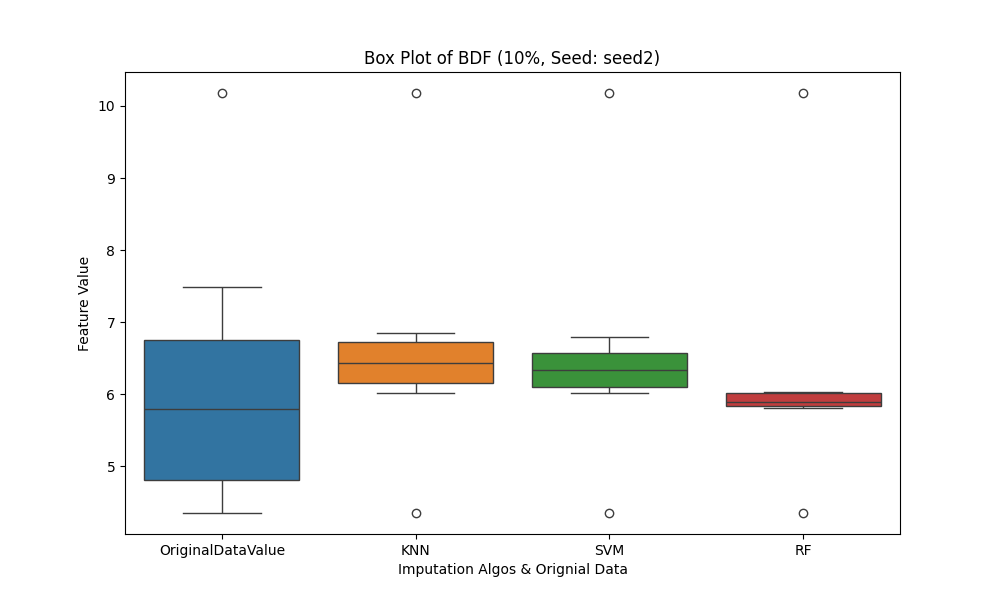 Box Plot of BDF (10%, Seed: seed2)
10
9
8
7
6
5
Feature Value
OriginalDataValue KNN SVM RF
Imputation Algos & Orignial Data